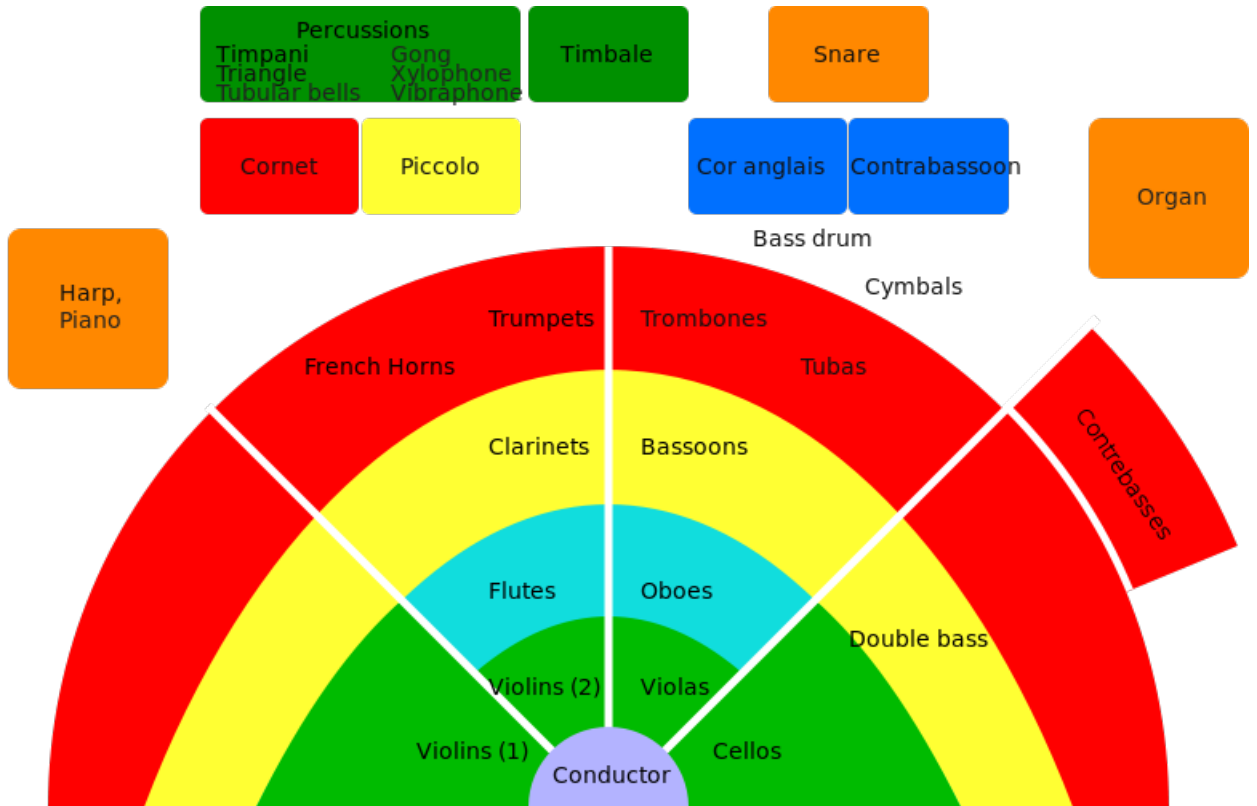 Percussions
Timpani Gong
Triangle Xylophone
Tubular bells Vibraphone
Timbale
Snare
Cornet
Piccolo
Cor anglais
Contrabassoon
Organ
Bass drum
Cymbals
Harp,
Piano
Trumpets
Trombones
French Horns
Tubas
Contrebasses
Clarinets
Bassoons
Flutes
Oboes
Double bass
Violins (2)
Violas
Violins (1)
Cellos
Conductor